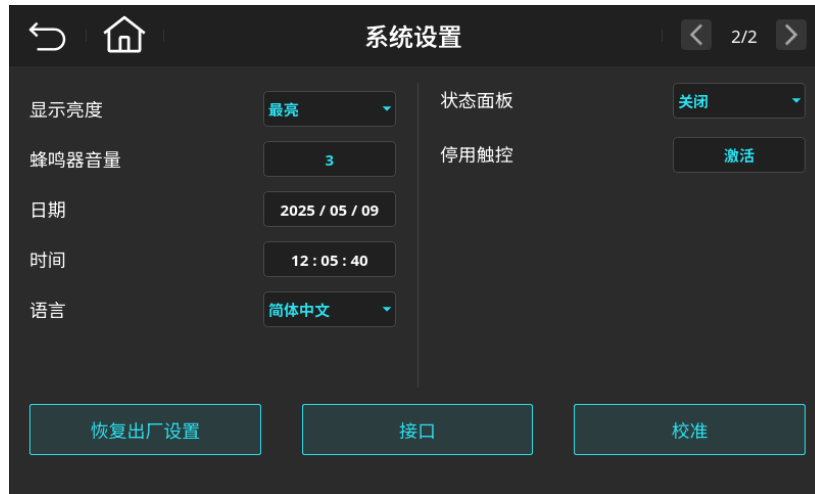 系统设置
2/2
显示亮度
最亮
蜂鸣器音量
3
日期
2025 / 05 / 09
时间
12 : 05 : 40
语言
简体中文
状态面板
关闭
停用触控
激活
恢复出厂设置
接口
校准